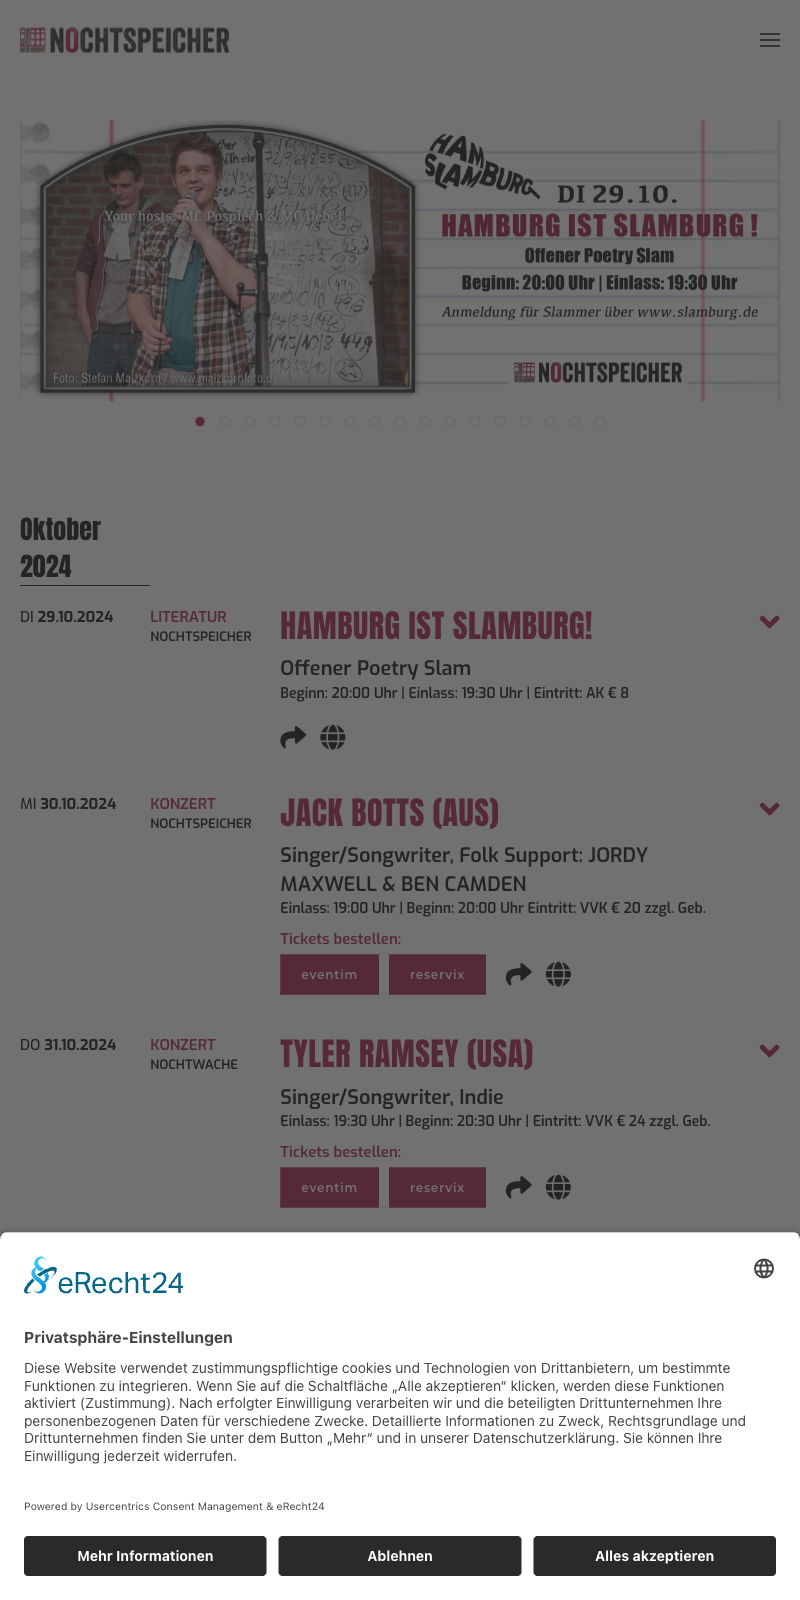 NOCHTSPEICHER
HAM
SLAMBURG
DI 29.10.
Your hosts: MC Pospiech & MC Uebel
HAMBURG IST SLAMBURG !
Offener Poetry Slam
Beginn: 20:00 Uhr | Einlass: 19:30 Uhr
Anmeldung für Slammer über www.slamburg.de
Foto: Stefan Malzkorn / www.malzkornfoto.de
NOCHTSPEICHER
Oktober
2024
DI 29.10.2024
LITERATUR
NOCHTSPEICHER
HAMBURG IST SLAMBURG!
Offener Poetry Slam
Beginn: 20:00 Uhr | Einlass: 19:30 Uhr | Eintritt: AK € 8
MI 30.10.2024
KONZERT
NOCHTSPEICHER
JACK BOTTS (AUS)
Singer/Songwriter, Folk Support: JORDY
MAXWELL & BEN CAMDEN
Einlass: 19:00 Uhr | Beginn: 20:00 Uhr Eintritt: VVK € 20 zzgl. Geb.
Tickets bestellen:
eventim reservix
DO 31.10.2024
KONZERT
NOCHTWACHE
TYLER RAMSEY (USA)
Singer/Songwriter, Indie
Einlass: 19:30 Uhr | Beginn: 20:30 Uhr | Eintritt: VVK € 24 zzgl. Geb.
Tickets bestellen:
eventim reservix
eRecht24
Privatsphäre-Einstellungen
Diese Website verwendet zustimmungspflichtige cookies und Technologien von Drittanbietern, um bestimmte
Funktionen zu integrieren. Wenn Sie auf die Schaltfläche „Alle akzeptieren“ klicken, werden diese Funktionen
aktiviert (Zustimmung). Nach erfolgter Einwilligung verarbeiten wir und die beteiligten Drittunternehmen Ihre
personenbezogenen Daten für verschiedene Zwecke. Detaillierte Informationen zu Zweck, Rechtsgrundlage und
Drittunternehmen finden Sie unter dem Button „Mehr“ und in unserer Datenschutzerklärung. Sie können Ihre
Einwilligung jederzeit widerrufen.
Powered by Usercentrics Consent Management & eRecht24
Mehr Informationen Ablehnen Alles akzeptieren